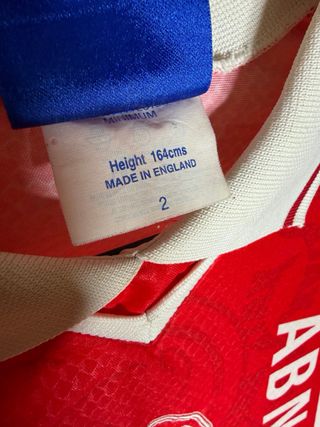 MINIMUM
Height 164cms
MADE IN ENGLAND
2
ABN